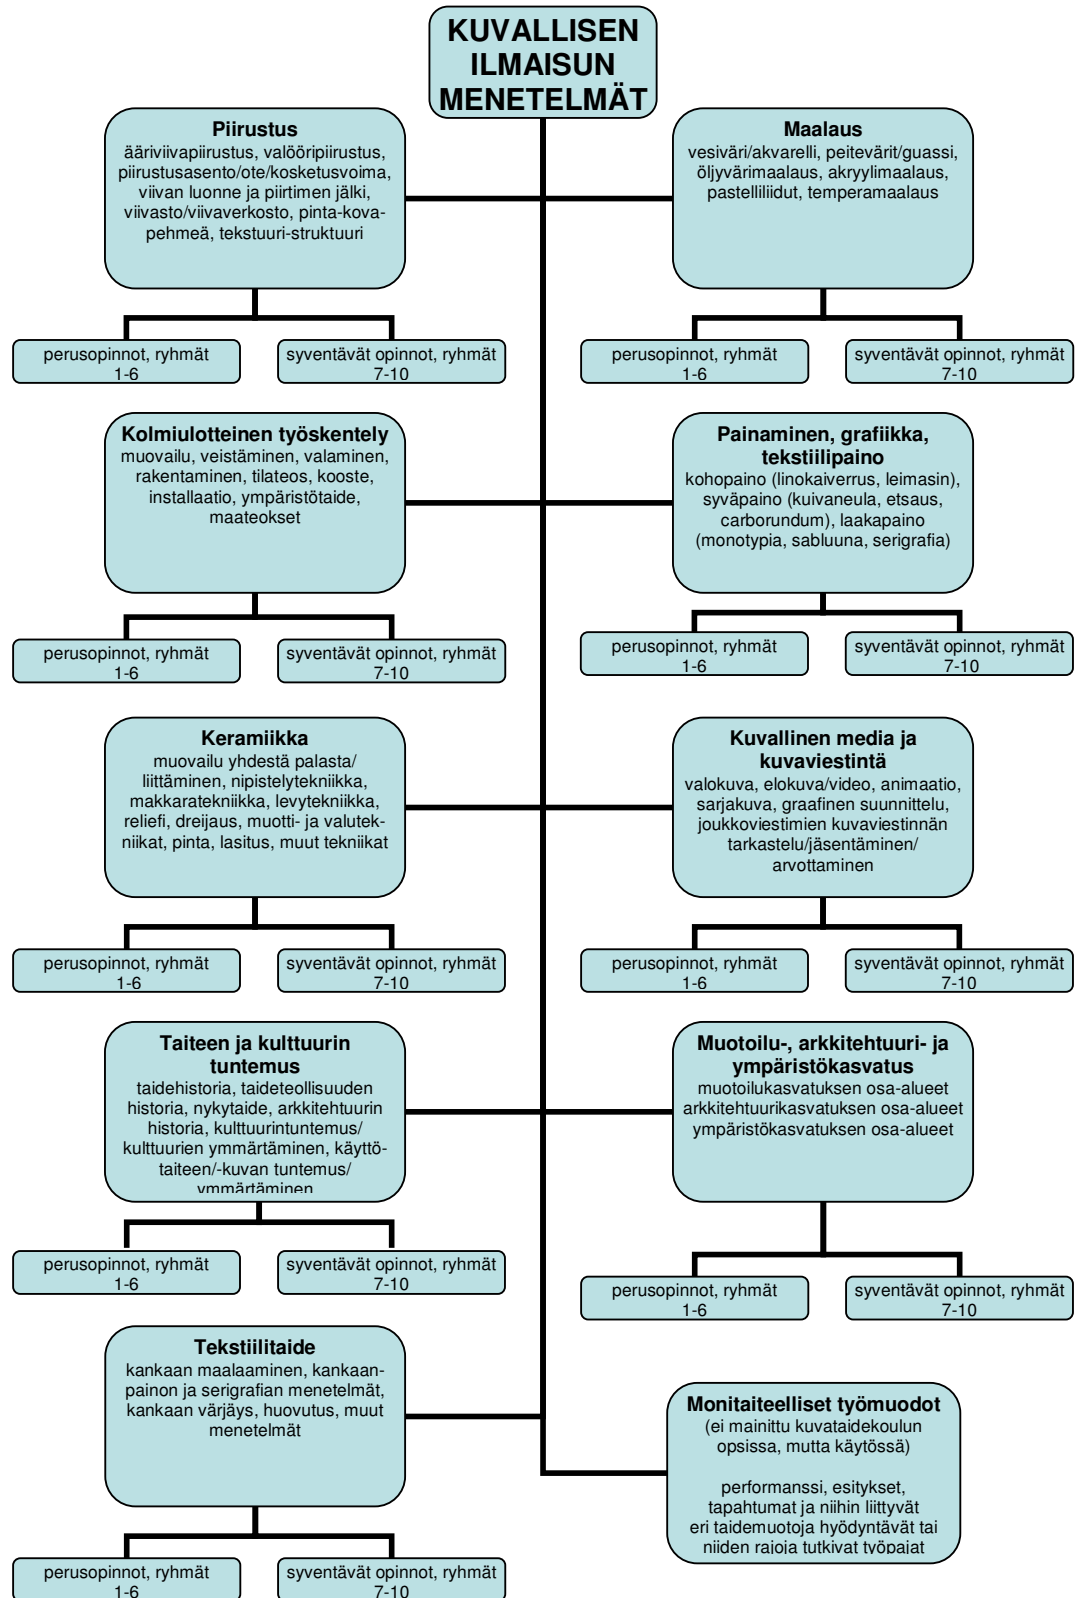 KUVALLISEN
ILMAISUN
MENETELMÄT
Piirustus
ääriviivapiirustus, valööripiirustus,
piirustusasento/ote/kosketusvoima,
viivan luonne ja piirtimen jälki,
viivasto/viivaverkosto, pinta-kova-
pehmeä, tekstuuri-struktuuri
perusopinnot, ryhmät
1-6
syventävät opinnot, ryhmät
7-10
Maalaus
vesiväri/akvarelli, peitevärit/guassi,
öljyvärimaalaus, akryylimaalaus,
pastelliliidut, temperamaalaus
perusopinnot, ryhmät
1-6
syventävät opinnot, ryhmät
7-10
Kolmiulotteinen työskentely
muovailu, veistäminen, valaminen,
rakentaminen, tilateos, kooste,
installaatio, ympäristötaide,
maateokset
perusopinnot, ryhmät
1-6
syventävät opinnot, ryhmät
7-10
Painaminen, grafiikka,
tekstiilipaino
kohopaino (linokaiverrus, leimasin),
syväpaino (kuivaneula, etsaus,
carborundum), laakapaino
(monotypia, sabluuna, serigrafia)
perusopinnot, ryhmät
1-6
syventävät opinnot, ryhmät
7-10
Keramiikka
muovailu yhdestä palasta/
liittäminen, nipistelytekniikka,
makkaratekniikka, levytekniikka,
reliefi, dreijaus, muotti- ja valutek-
niikat, pinta, lasitus, muut tekniikat
perusopinnot, ryhmät
1-6
syventävät opinnot, ryhmät
7-10
Kuvallinen media ja
kuvaviestintä
valokuva, elokuva/video, animaatio,
sarjakuva, graafinen suunnittelu,
joukkoviestimien kuvaviestinnän
tarkastelu/jäsentäminen/
arvottaminen
perusopinnot, ryhmät
1-6
syventävät opinnot, ryhmät
7-10
Taiteen ja kulttuurin
tuntemus
taidehistoria, taideteollisuuden
historia, nykytaide, arkkitehtuurin
historia, kulttuurintuntemus/
kulttuurien ymmärtäminen, käyttö-
taiteen/-kuvan tuntemus/
ymmärtäminen
perusopinnot, ryhmät
1-6
syventävät opinnot, ryhmät
7-10
Muotoilu-, arkkitehtuuri- ja
ympäristökasvatus
muotoilukasvatuksen osa-alueet
arkkitehtuurikasvatuksen osa-alueet
ympäristökasvatuksen osa-alueet
perusopinnot, ryhmät
1-6
syventävät opinnot, ryhmät
7-10
Tekstiilitaide
kankaan maalaaminen, kankaan-
painon ja serigrafian menetelmät,
kankaan värjäys, huovutus, muut
menetelmät
perusopinnot, ryhmät
1-6
syventävät opinnot, ryhmät
7-10
Monitaiteelliset työmuodot
(ei mainittu kuvataidekoulun
opsissa, mutta käytössä)
performanssi, esitykset,
tapahtumat ja niihin liittyvät
eri taidemuotoja hyödyntävät tai
niiden rajoja tutkivat työpajat